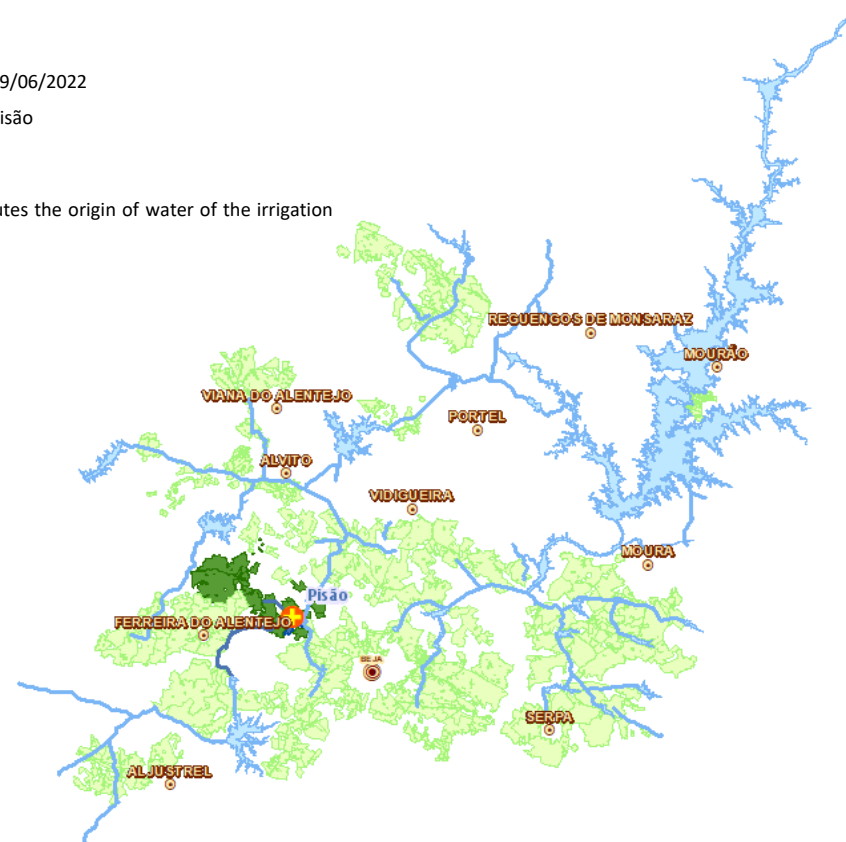 9/06/2022
isão
utes the origin of water of the irrigation
REGUENGOS DE MONSARAZ
MOURÃO
VIANA DO ALENTEJO
PORTEL
ALVITO
VIDIGUEIRA
MOURA
Pisão
FERREIRA DO ALENTEJO
BEJA
SERPA
ALJUSTREL